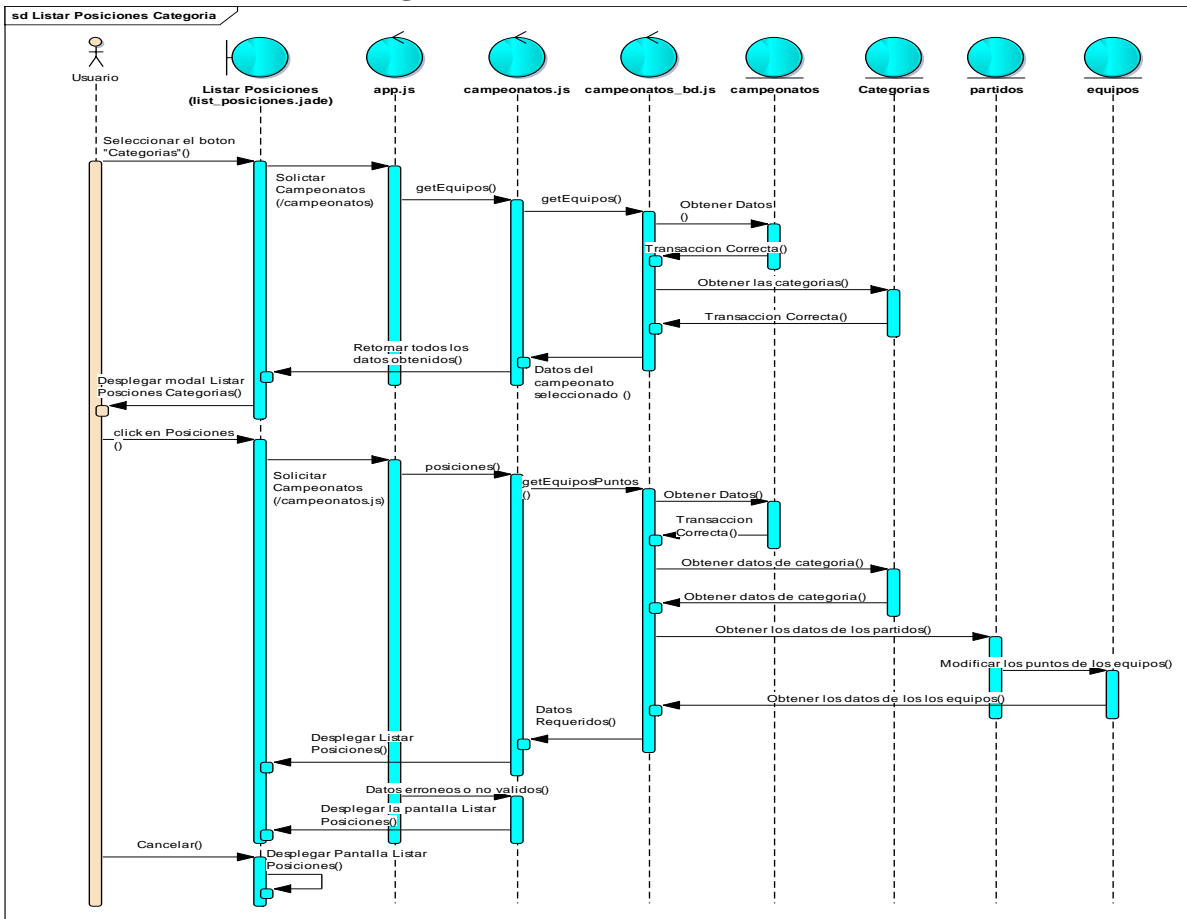 sd Listar Posiciones Categoria
Usuario
Listar Posiciones
(list_posiciones.jade)
app.js
campeonatos.js
campeonatos_bd.js
campeonatos
Categorias
partidos
equipos
Seleccionar el boton
"Categorias"()
Solictar
Campeonatos
(/campeonatos)
getEquipos()
getEquipos()
Obtener Datos
()
Transaccion Correcta()
Obtener las categorias()
Transaccion Correcta()
Retornar todos los
datos obtenidos()
Datos del
campeonato
seleccionado ()
Desplegar modal Listar
Posciones Categorias()
click en Posiciones
()
Solicitar
Campeonatos
(/campeonatos.js)
posiciones()
getEquiposPuntos
()
Obtener Datos()
Transaccion
Correcta()
Obtener datos de categoria()
Obtener datos de categoria()
Obtener los datos de los partidos()
Modificar los puntos de los equipos()
Obtener los datos de los los equipos()
Datos
Requeridos()
Desplegar Listar
Posiciones()
Datos erroneos o no validos()
Desplegar la pantalla Listar
Posiciones()
Cancelar()
Desplegar Pantalla Listar
Posiciones()